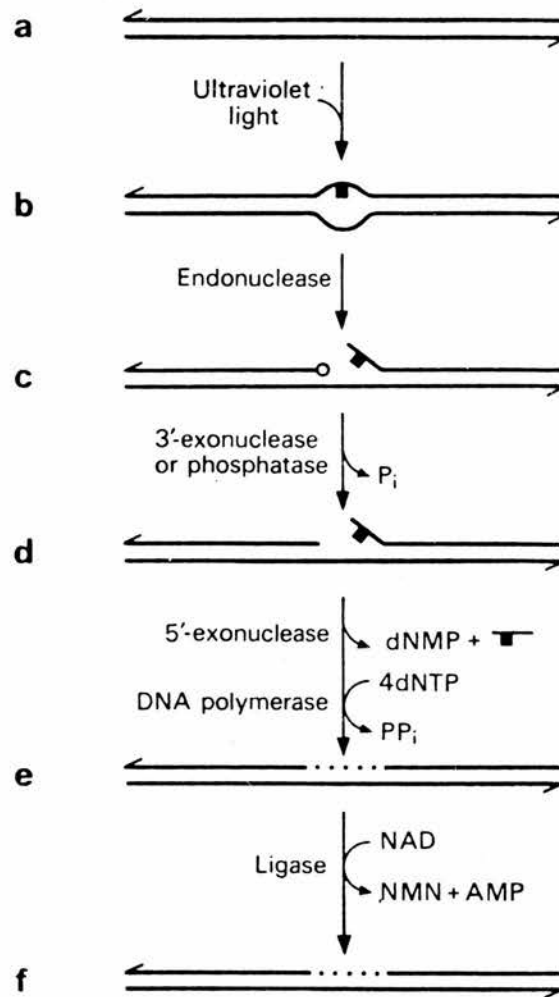 a
Ultraviolet
light
b
Endonuclease
c
3′-exonuclease
or phosphatase
Pi
d
5′-exonuclease
dNMP +
DNA polymerase
4dNTP
PPi
e
Ligase
NAD
NMN + AMP
f